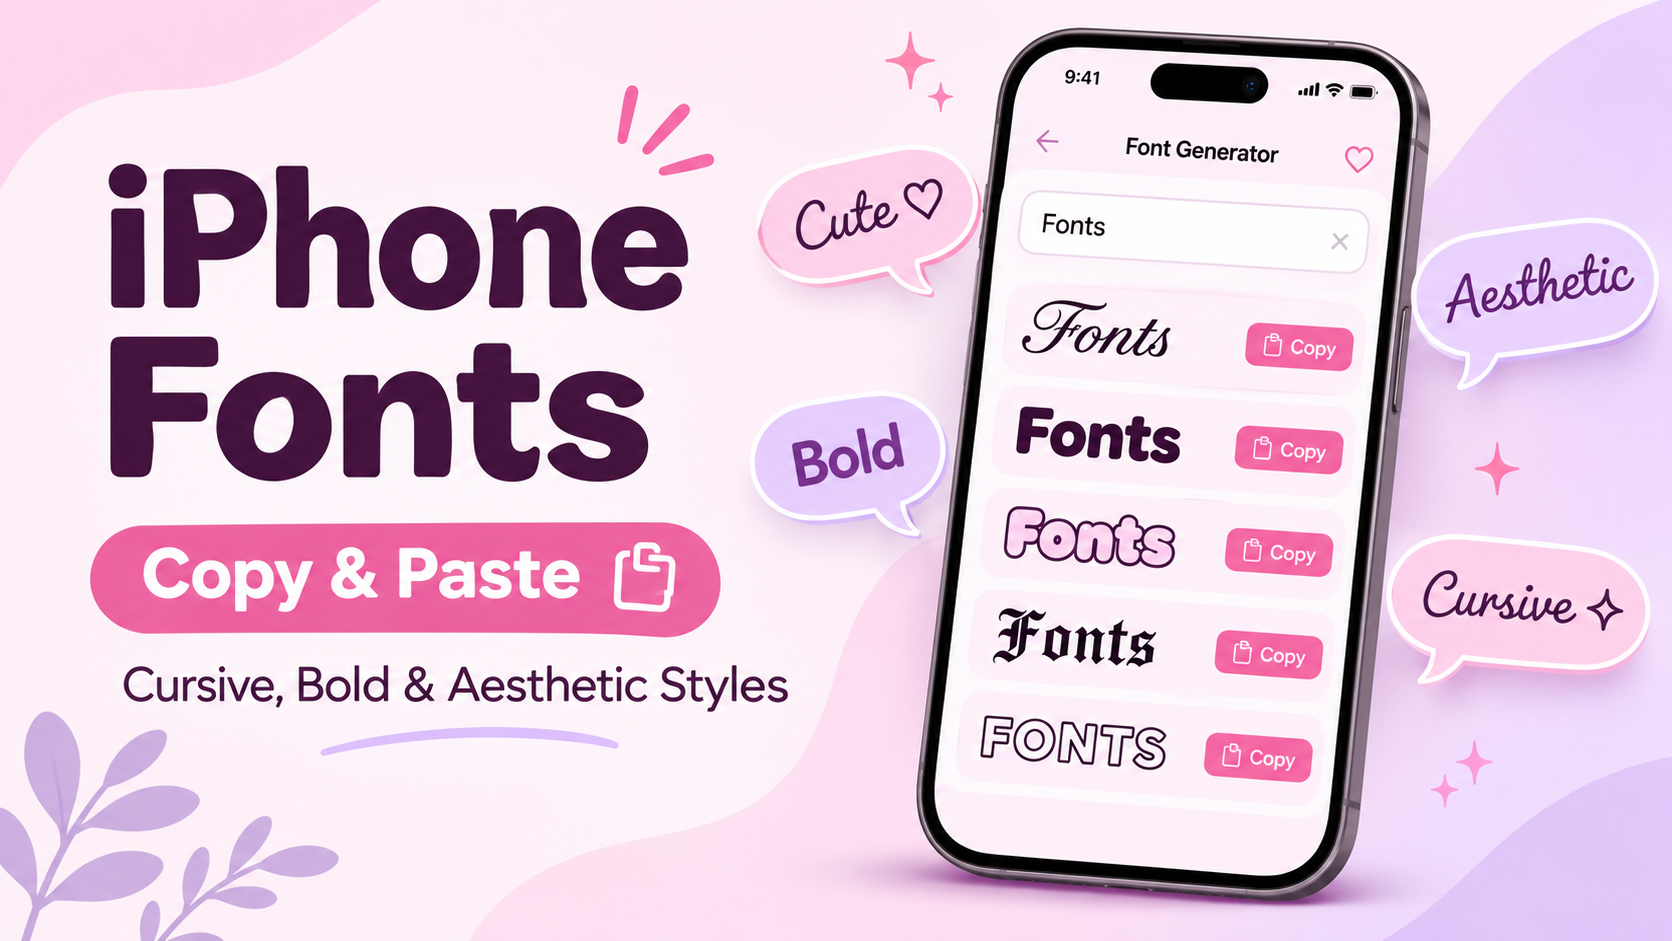 iPhone
Fonts
Copy & Paste
Cursive, Bold & Aesthetic Styles
Cute
Bold
9:41
Font Generator
Fonts
Fonts
Copy
Fonts
Copy
Fonts
Copy
Fonts
Copy
FONTS
Copy
Aesthetic
Cursive